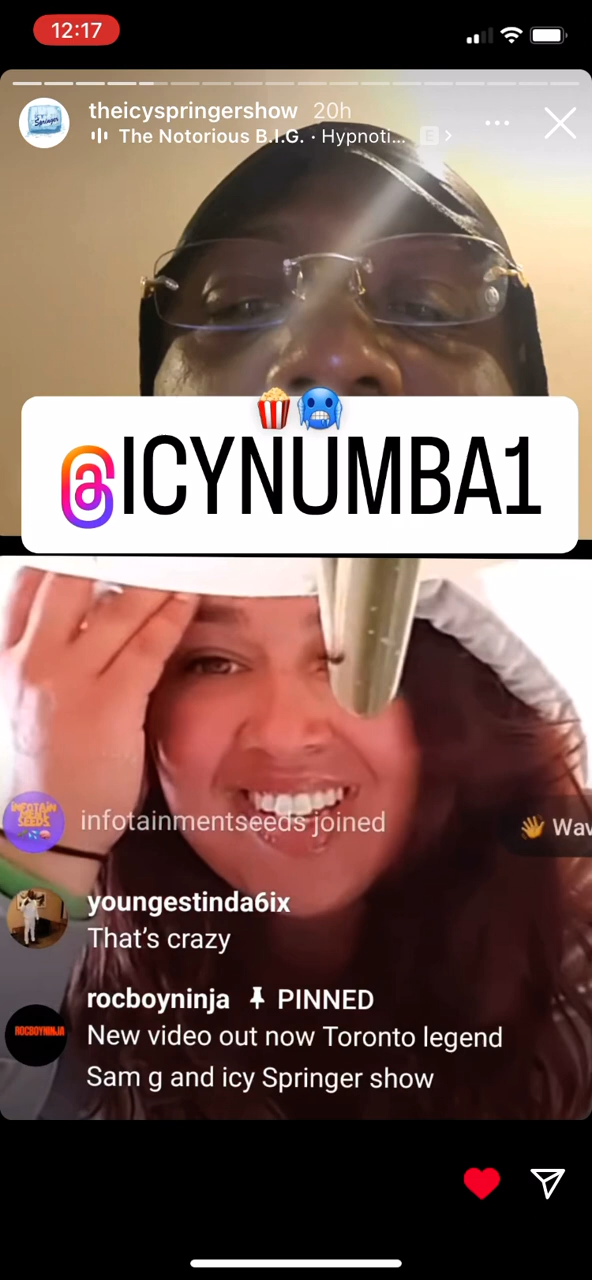 12:17
theicyspringershow 20h
The Notorious B.I.G. · Hypnoti... E
@ICYNUMBA1
infotainmentseeds joined
👋 Wav
youngestinda6ix
That's crazy
rocboyninja PINNED
ROCBOYNINJA
New video out now Toronto legend
Sam g and icy Springer show